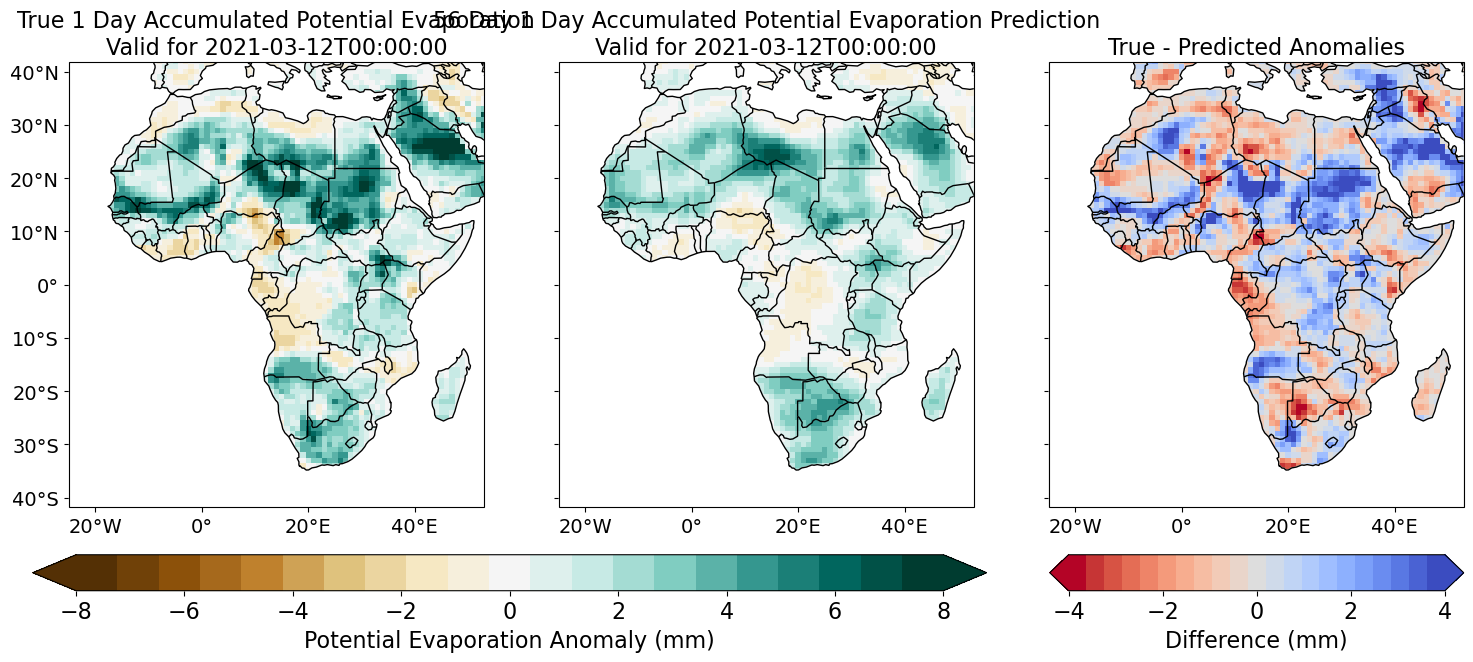 True 1 Day Accumulated Potential Evaporation
56 Day 1 Day Accumulated Potential Evaporation Prediction
Valid for 2021-03-12T00:00:00
Valid for 2021-03-12T00:00:00
True - Predicted Anomalies
40°N
30°N
20°N
10°N
0°
10°S
20°S
30°S
40°S
20°W 0° 20°E 40°E
20°W 0° 20°E 40°E
20°W 0° 20°E 40°E
−8 −6 −4 −2 0 2 4 6 8
Potential Evaporation Anomaly (mm)
−4 −2 0 2 4
Difference (mm)